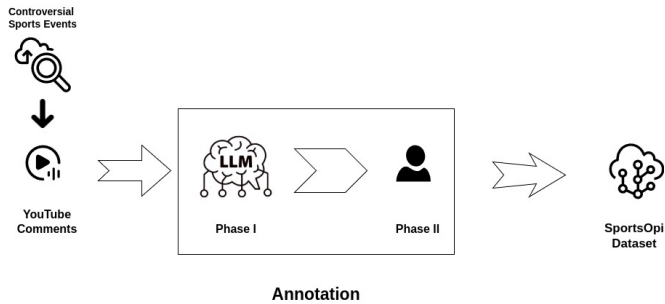 Controversial
Sports Events
YouTube
Comments
LLM
Phase I
Phase II
SportsOpi
Dataset
Annotation